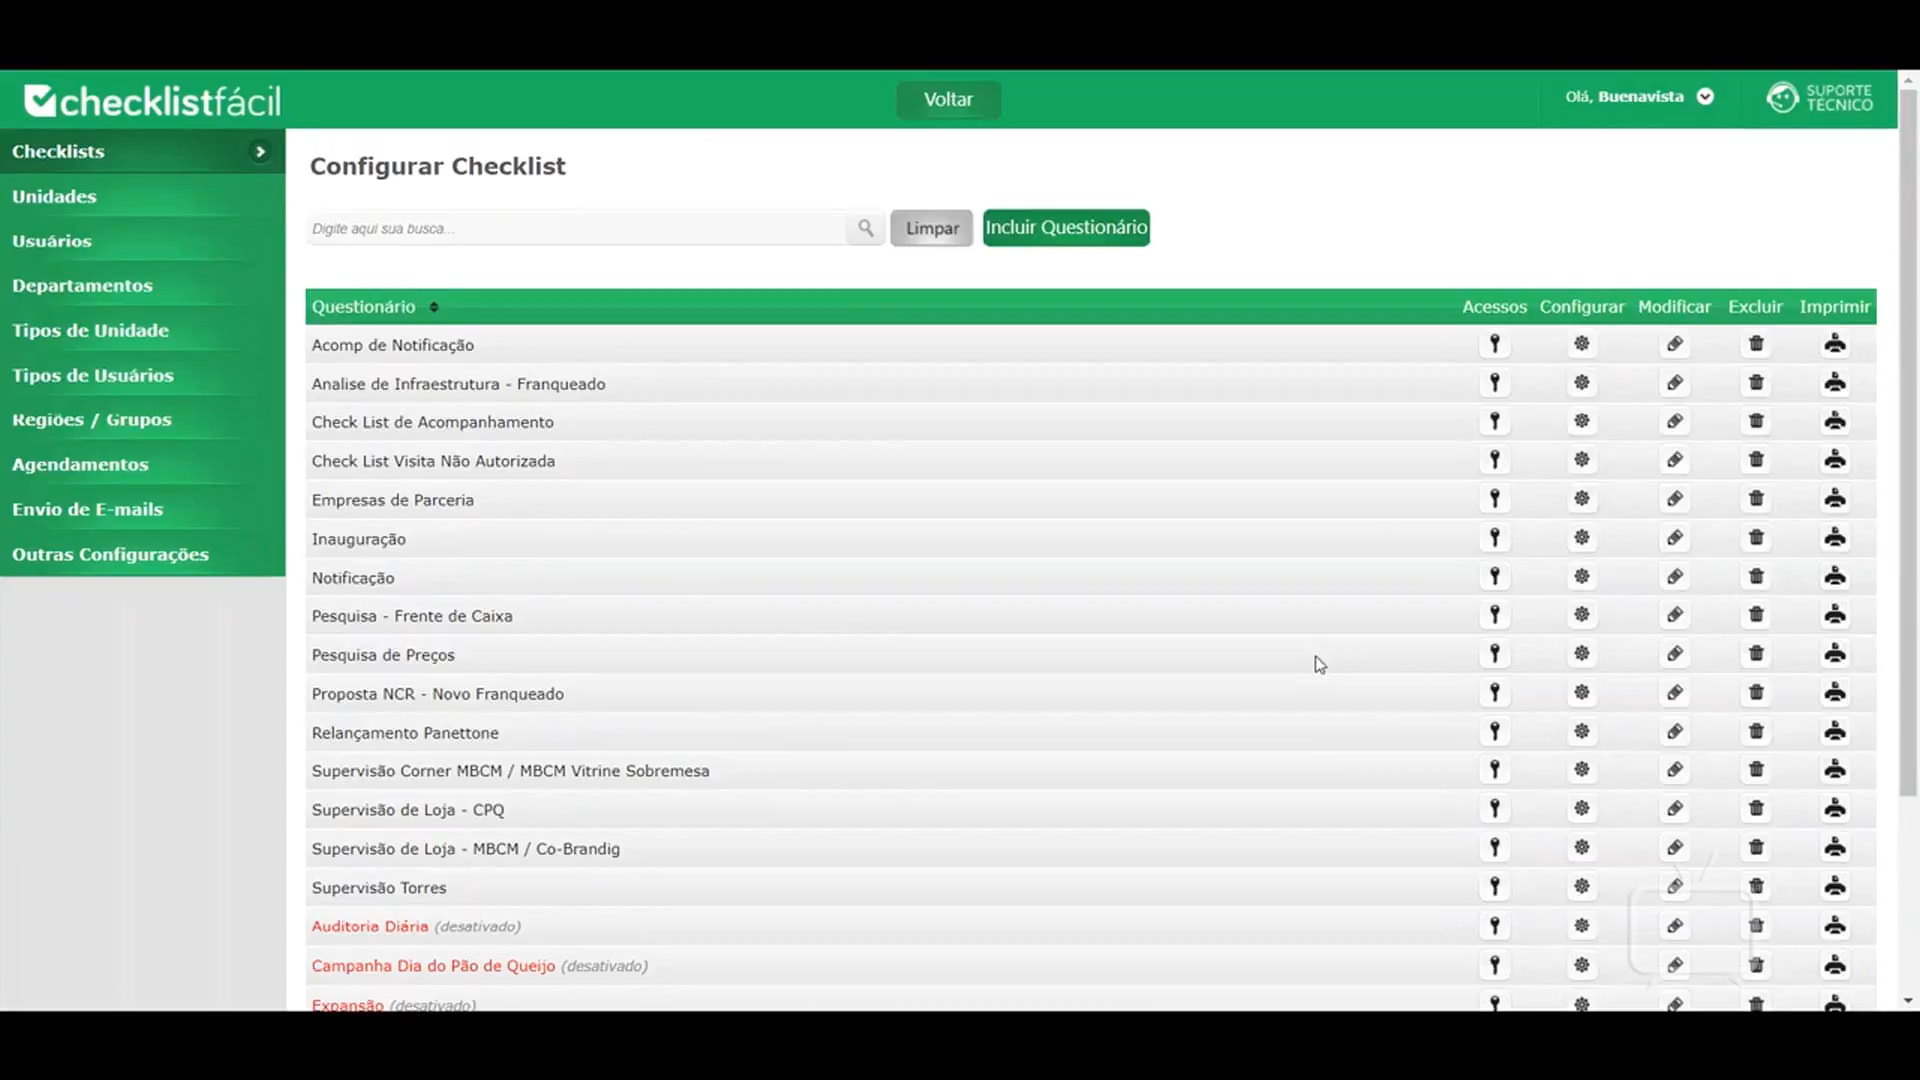 checklistfácil
Voltar
Olá, Buenavista
SUPORTE
TÉCNICO
Checklists
Unidades
Usuários
Departamentos
Tipos de Unidade
Tipos de Usuários
Regiões / Grupos
Agendamentos
Envio de E-mails
Outras Configurações
Configurar Checklist
Digite aqui sua busca...
Limpar
Incluir Questionário
Questionário Acessos Configurar Modificar Excluir Imprimir
Acomp de Notificação
Analise de Infraestrutura - Franqueado
Check List de Acompanhamento
Check List Visita Não Autorizada
Empresas de Parceria
Inauguração
Notificação
Pesquisa - Frente de Caixa
Pesquisa de Preços
Proposta NCR - Novo Franqueado
Relançamento Panettone
Supervisão Corner MBCM / MBCM Vitrine Sobremesa
Supervisão de Loja - CPQ
Supervisão de Loja - MBCM / Co-Brandig
Supervisão Torres
Auditoria Diária (desativado)
Campanha Dia do Pão de Queijo (desativado)
Expansão (desativado)